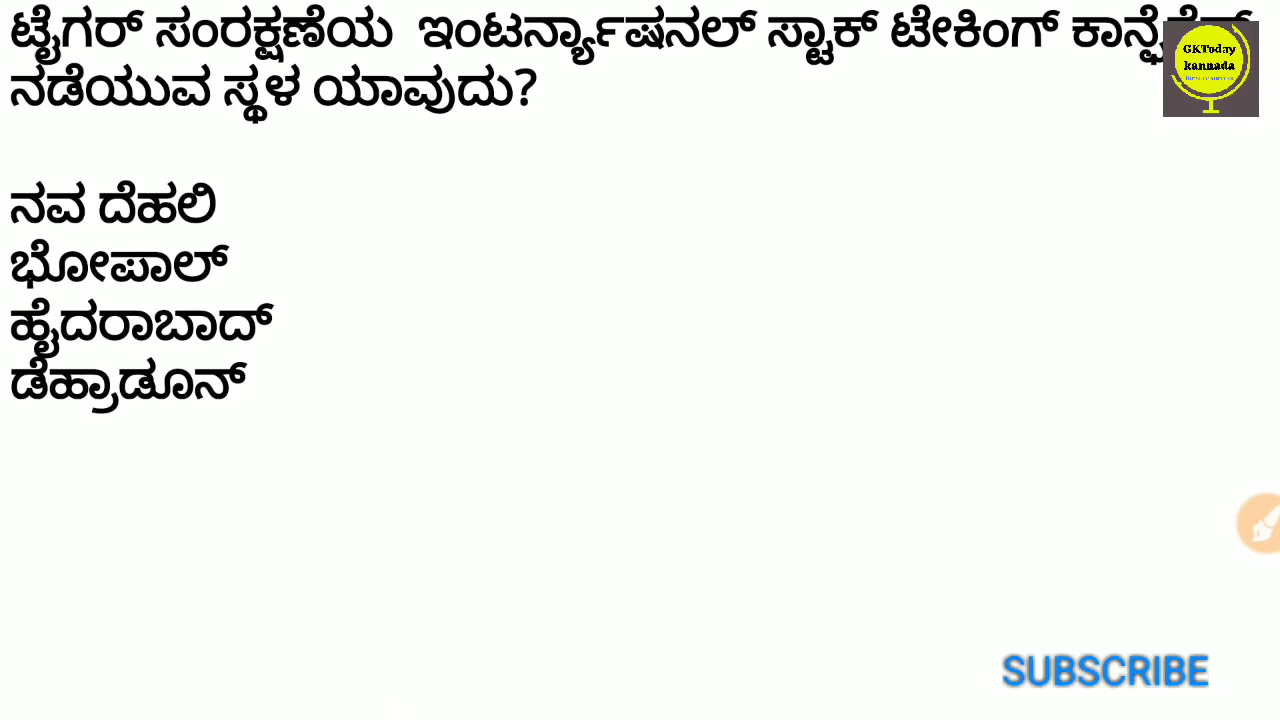 ಟೈಗರ್ ಸಂರಕ್ಷಣೆಯ ಇಂಟರ್ನ್ಯಾಷನಲ್ ಸ್ಟಾಕ್ ಟೇಕಿಂಗ್
GKToday
kannada
ನಡೆಯುವ ಸ್ಥಳ ಯಾವುದು?
ನವ ದೆಹಲಿ
ಭೋಪಾಲ್
ಹೈದರಾಬಾದ್
ಡೆಹ್ರಾಡೂನ್
SUBSCRIBE